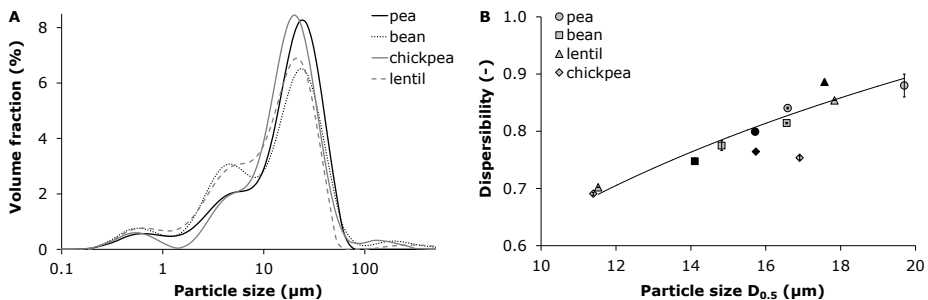 A
Volume fraction (%)
8
6
4
2
0
0.1
1
10
100
Particle size (µm)
pea
bean
chickpea
lentil
B
Dispersibility (-)
1.0
0.9
0.8
0.7
0.6
10
12
14
16
18
20
Particle size D0.5 (µm)
pea
bean
lentil
chickpea